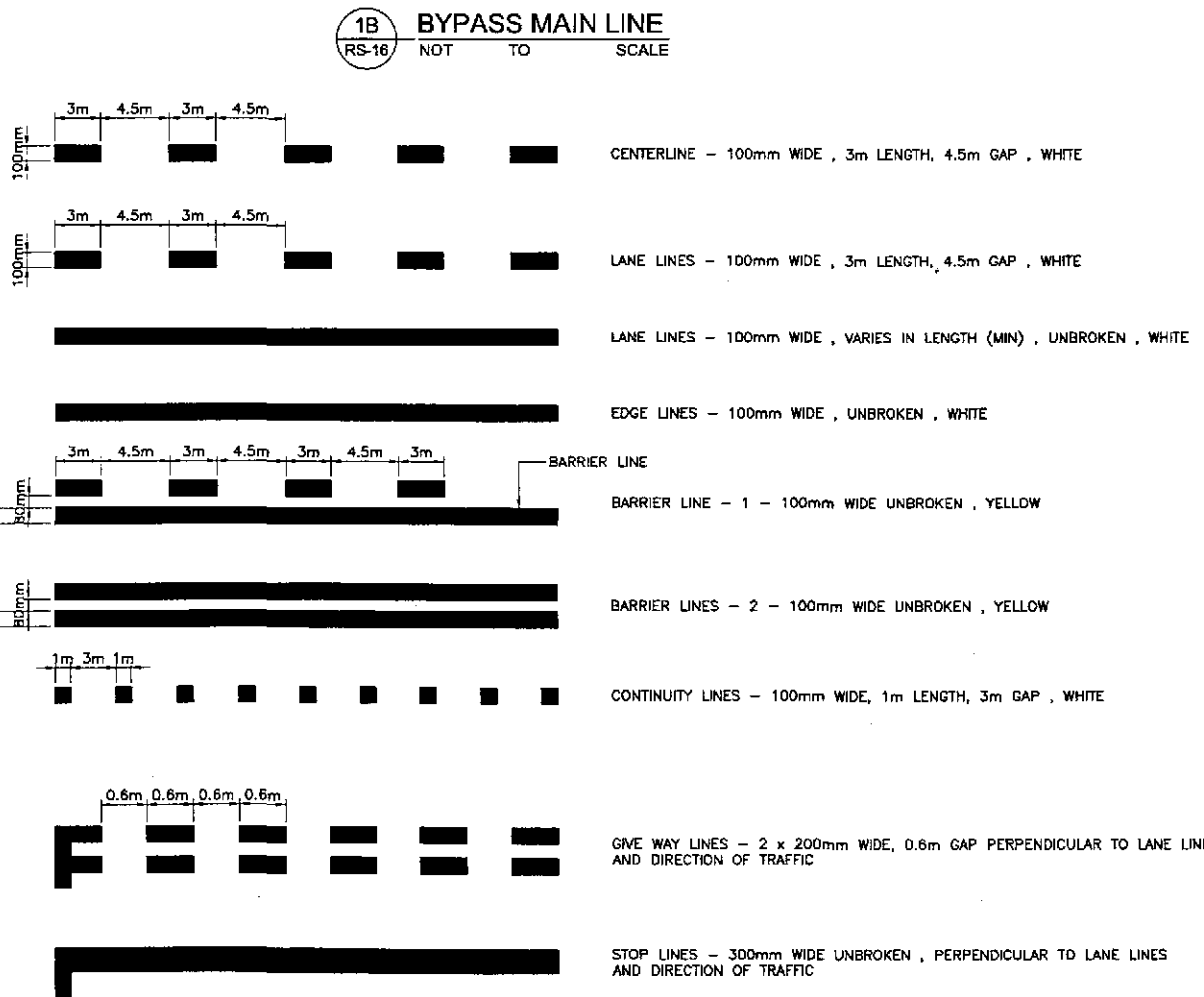 1B BYPASS MAIN LINE
RS-16 NOT TO SCALE
3m 4.5m 3m 4.5m
100mm
CENTERLINE – 100mm WIDE , 3m LENGTH, 4.5m GAP , WHITE
3m 4.5m 3m 4.5m
100mm
LANE LINES – 100mm WIDE , 3m LENGTH, 4.5m GAP , WHITE
LANE LINES – 100mm WIDE , VARIES IN LENGTH (MIN) , UNBROKEN , WHITE
EDGE LINES – 100mm WIDE , UNBROKEN , WHITE
3m 4.5m 3m 4.5m 3m 4.5m 3m
BARRIER LINE
80mm
BARRIER LINE – 1 – 100mm WIDE UNBROKEN , YELLOW
80mm
BARRIER LINES – 2 – 100mm WIDE UNBROKEN , YELLOW
1m 3m 1m
CONTINUITY LINES – 100mm WIDE, 1m LENGTH, 3m GAP , WHITE
0.6m 0.6m 0.6m 0.6m
GIVE WAY LINES – 2 x 200mm WIDE, 0.6m GAP PERPENDICULAR TO LANE LIN
AND DIRECTION OF TRAFFIC
STOP LINES – 300mm WIDE UNBROKEN , PERPENDICULAR TO LANE LINES
AND DIRECTION OF TRAFFIC